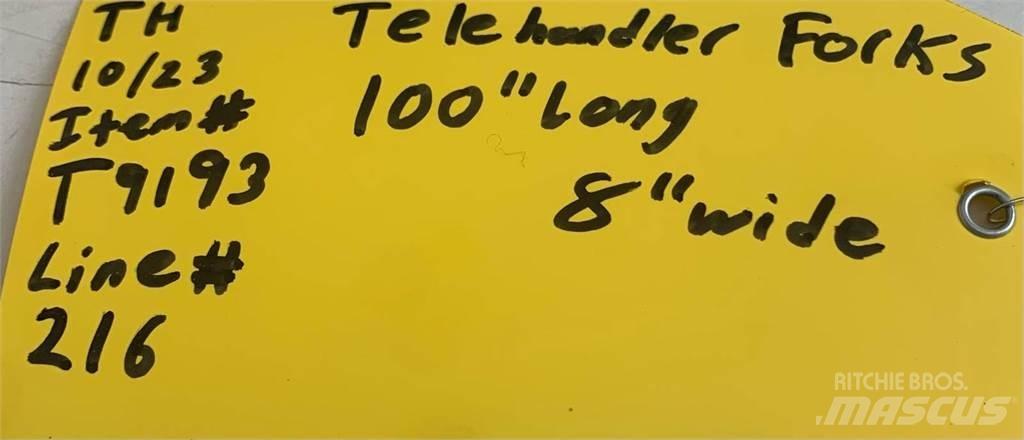 TH
10/23
Item#
T9193
Line#
216
Telehandler Forks
100" Long
8" wide
RITCHIE BROS.
MASCUS